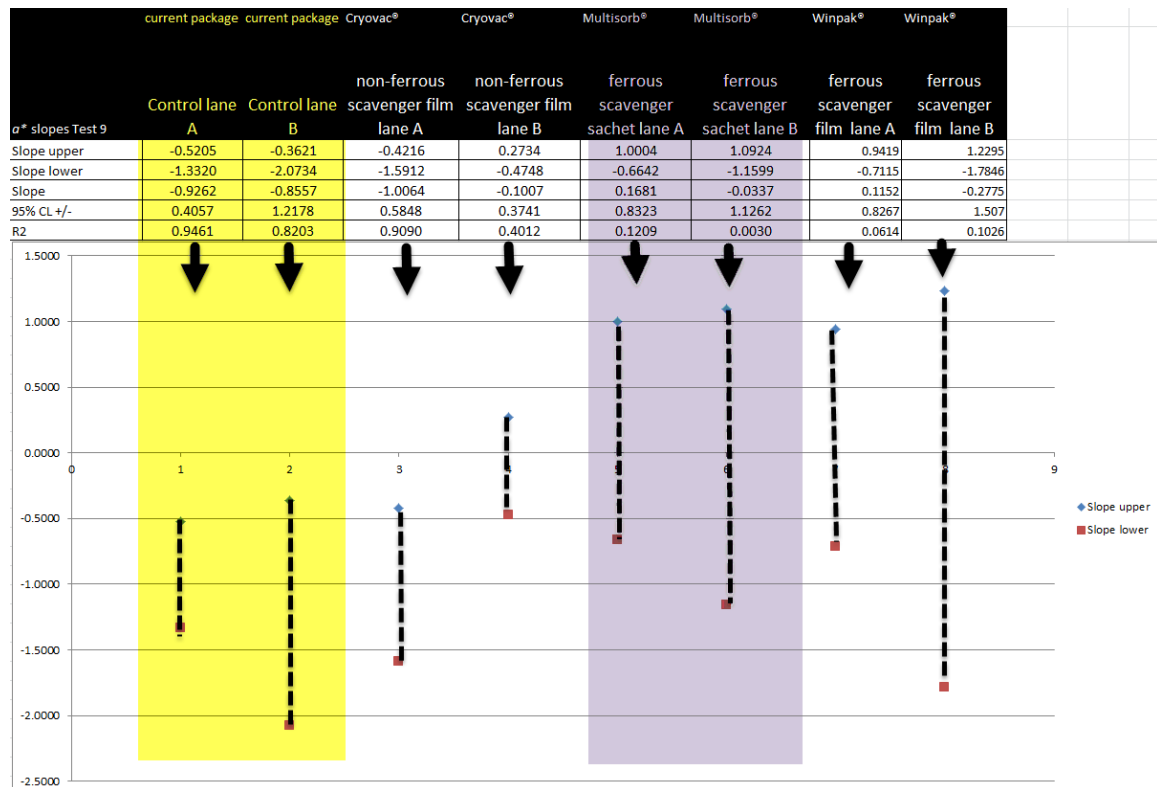 current package current package Cryovac® Cryovac® Multisorb® Multisorb® Winpak® Winpak®
non-ferrous non-ferrous ferrous ferrous ferrous ferrous
Control lane Control lane scavenger film scavenger film scavenger scavenger scavenger scavenger
a* slopes Test 9 A B lane A lane B sachet lane A sachet lane B film lane A film lane B
Slope upper -0.5205 -0.3621 -0.4216 0.2734 1.0004 1.0924 0.9419 1.2295
Slope lower -1.3320 -2.0734 -1.5912 -0.4748 -0.6642 -1.1599 -0.7115 -1.7846
Slope -0.9262 -0.8557 -1.0064 -0.1007 0.1681 -0.0337 0.1152 -0.2775
95% CL +/- 0.4057 1.2178 0.5848 0.3741 0.8323 1.1262 0.8267 1.507
R2 0.9461 0.8203 0.9090 0.4012 0.1209 0.0030 0.0614 0.1026
1.5000
1.0000
0.5000
0.0000
0 1 2 3 9
-0.5000
Slope upper
Slope lower
-1.0000
-1.5000
-2.0000
-2.5000